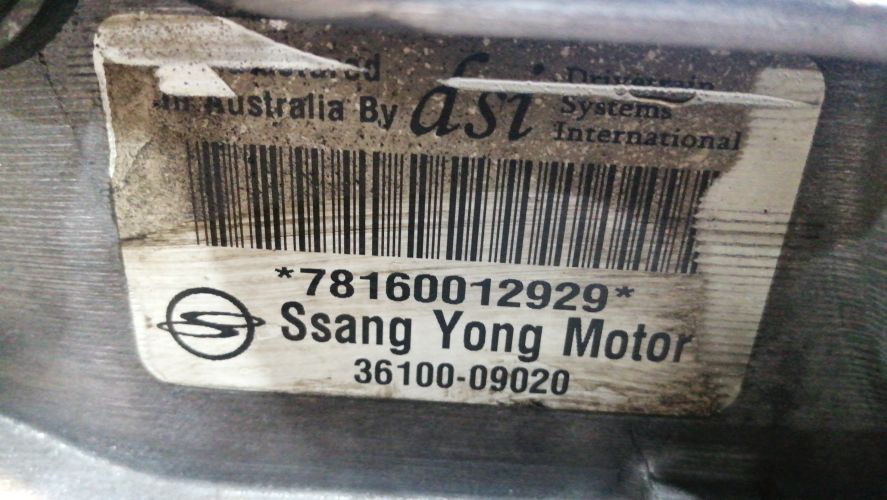 In Australia By
dsi
Drivetrain
Systems
International
*78160012929*
Ssang Yong Motor
36100-09020